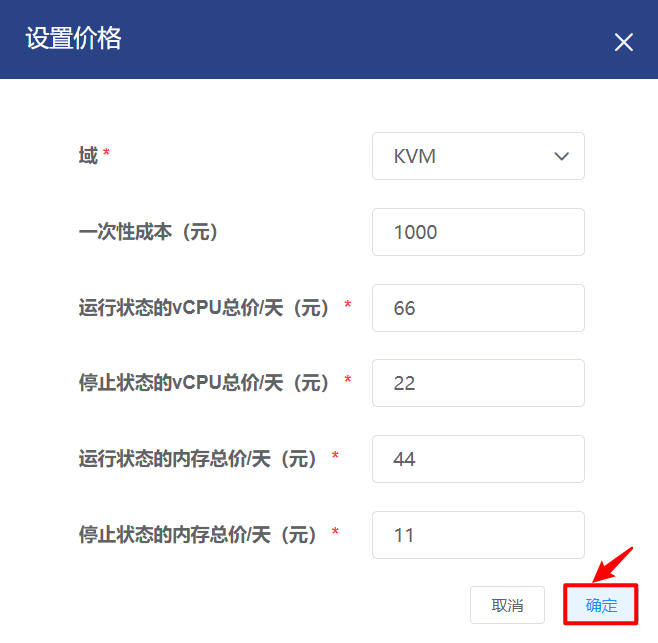 设置价格
域 * KVM
一次性成本（元） 1000
运行状态的vCPU总价/天（元） * 66
停止状态的vCPU总价/天（元） * 22
运行状态的内存总价/天（元） * 44
停止状态的内存总价/天（元） * 11
取消 确定